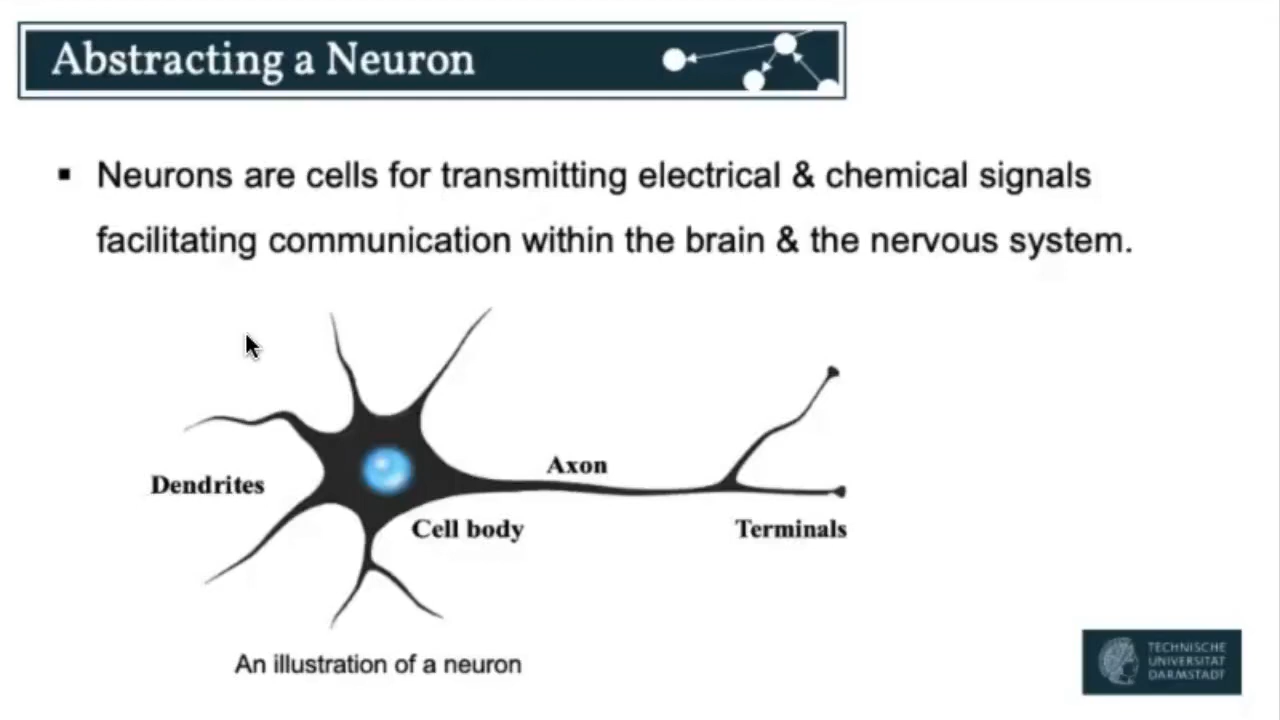 Abstracting a Neuron
▪ Neurons are cells for transmitting electrical & chemical signals
facilitating communication within the brain & the nervous system.
Axon
Dendrites
Cell body
Terminals
An illustration of a neuron
TECHNISCHE
UNIVERSITÄT
DARMSTADT